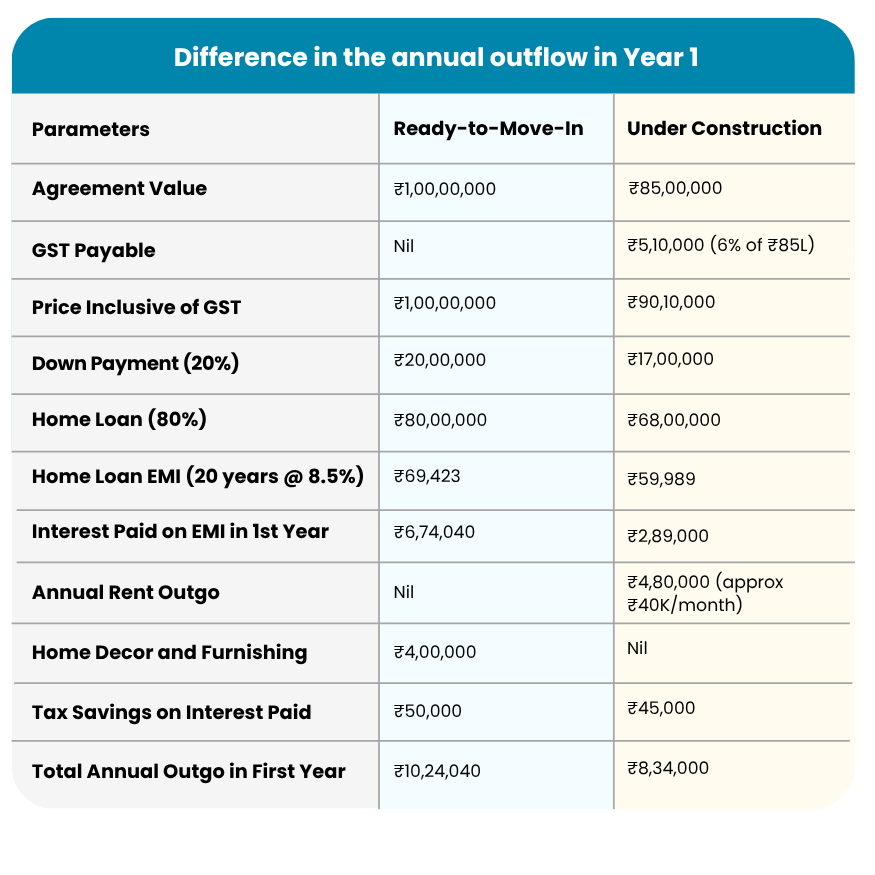 Difference in the annual outflow in Year 1
Parameters
Ready-to-Move-In
Under Construction
Agreement Value
₹1,00,00,000
₹85,00,000
GST Payable
Nil
₹5,10,000 (6% of ₹85L)
Price Inclusive of GST
₹1,00,00,000
₹90,10,000
Down Payment (20%)
₹20,00,000
₹17,00,000
Home Loan (80%)
₹80,00,000
₹68,00,000
Home Loan EMI (20 years @ 8.5%)
₹69,423
₹59,989
Interest Paid on EMI in 1st Year
₹6,74,040
₹2,89,000
Annual Rent Outgo
Nil
₹4,80,000 (approx
₹40K/month)
Home Decor and Furnishing
₹4,00,000
Nil
Tax Savings on Interest Paid
₹50,000
₹45,000
Total Annual Outgo in First Year
₹10,24,040
₹8,34,000